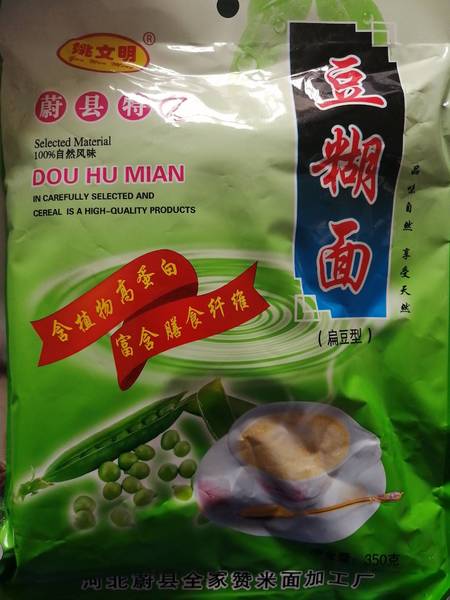 姚文明®
蔚县特
Selected Material
100%自然风味
DOU HU MIAN
IN CAREFULLY SELECTED AND
CEREAL IS A HIGH-QUALITY PRODUCTS
豆糊面
(扁豆型)
品味自然 享受天然
含植物高蛋白
富含膳食纤维
350克
河北蔚县全家赞米面加工厂